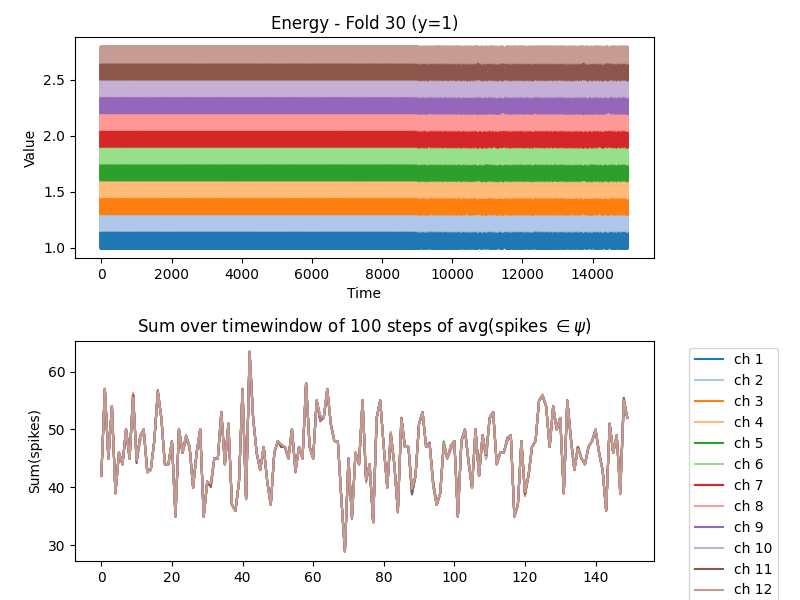 Energy - Fold 30 (y=1)
Value
2.5
2.0
1.5
1.0
0 2000 4000 6000 8000 10000 12000 14000
Time
Sum over timewindow of 100 steps of avg(spikes ∈ ψ)
Sum(spikes)
60
50
40
30
0 20 40 60 80 100 120 140
ch 1
ch 2
ch 3
ch 4
ch 5
ch 6
ch 7
ch 8
ch 9
ch 10
ch 11
ch 12